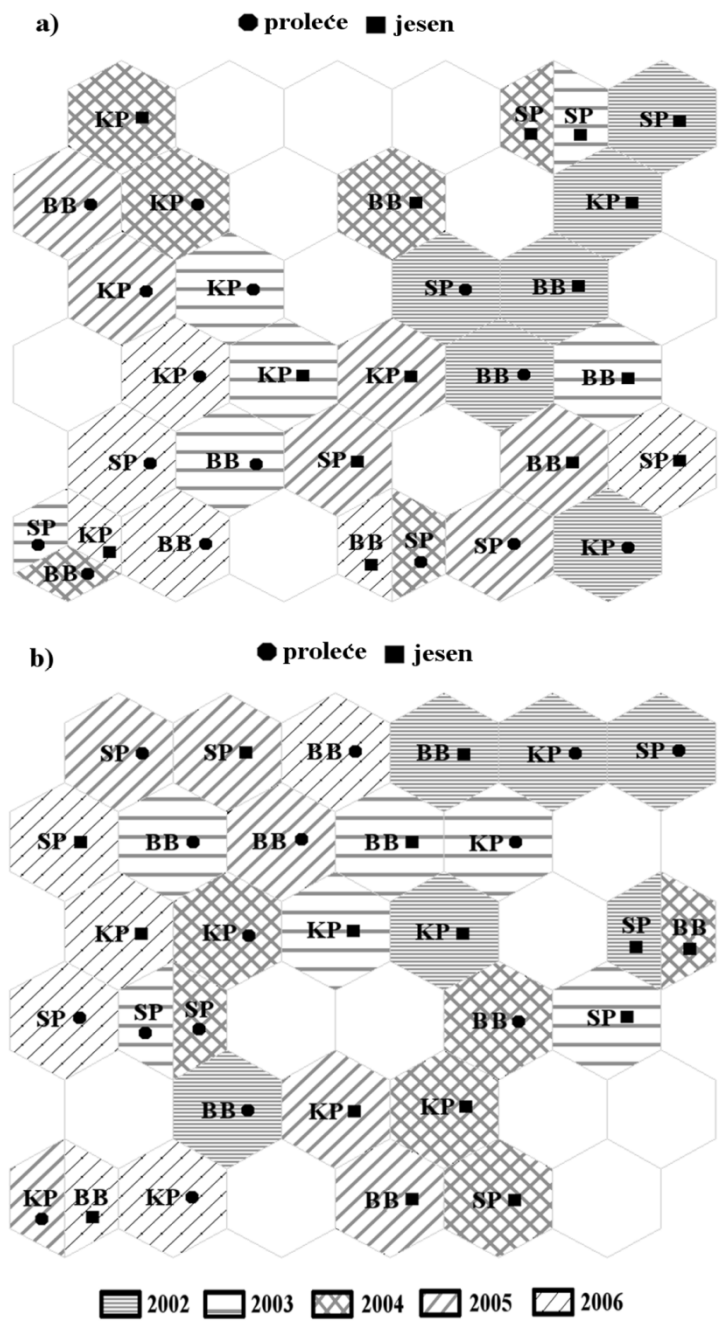 a) proleće jesen
KP SP SP SP
BB KP BB KP
KP KP SP BB
KP KP KP BB BB
SP BB SP BB SP
SP KP BB BB BB SP SP KP
b) proleće jesen
SP SP BB BB KP SP
SP BB BB BB KP
KP KP KP KP SP BB
SP SP SP BB SP
BB KP KP
KP BB KP BB SP
2002 2003 2004 2005 2006